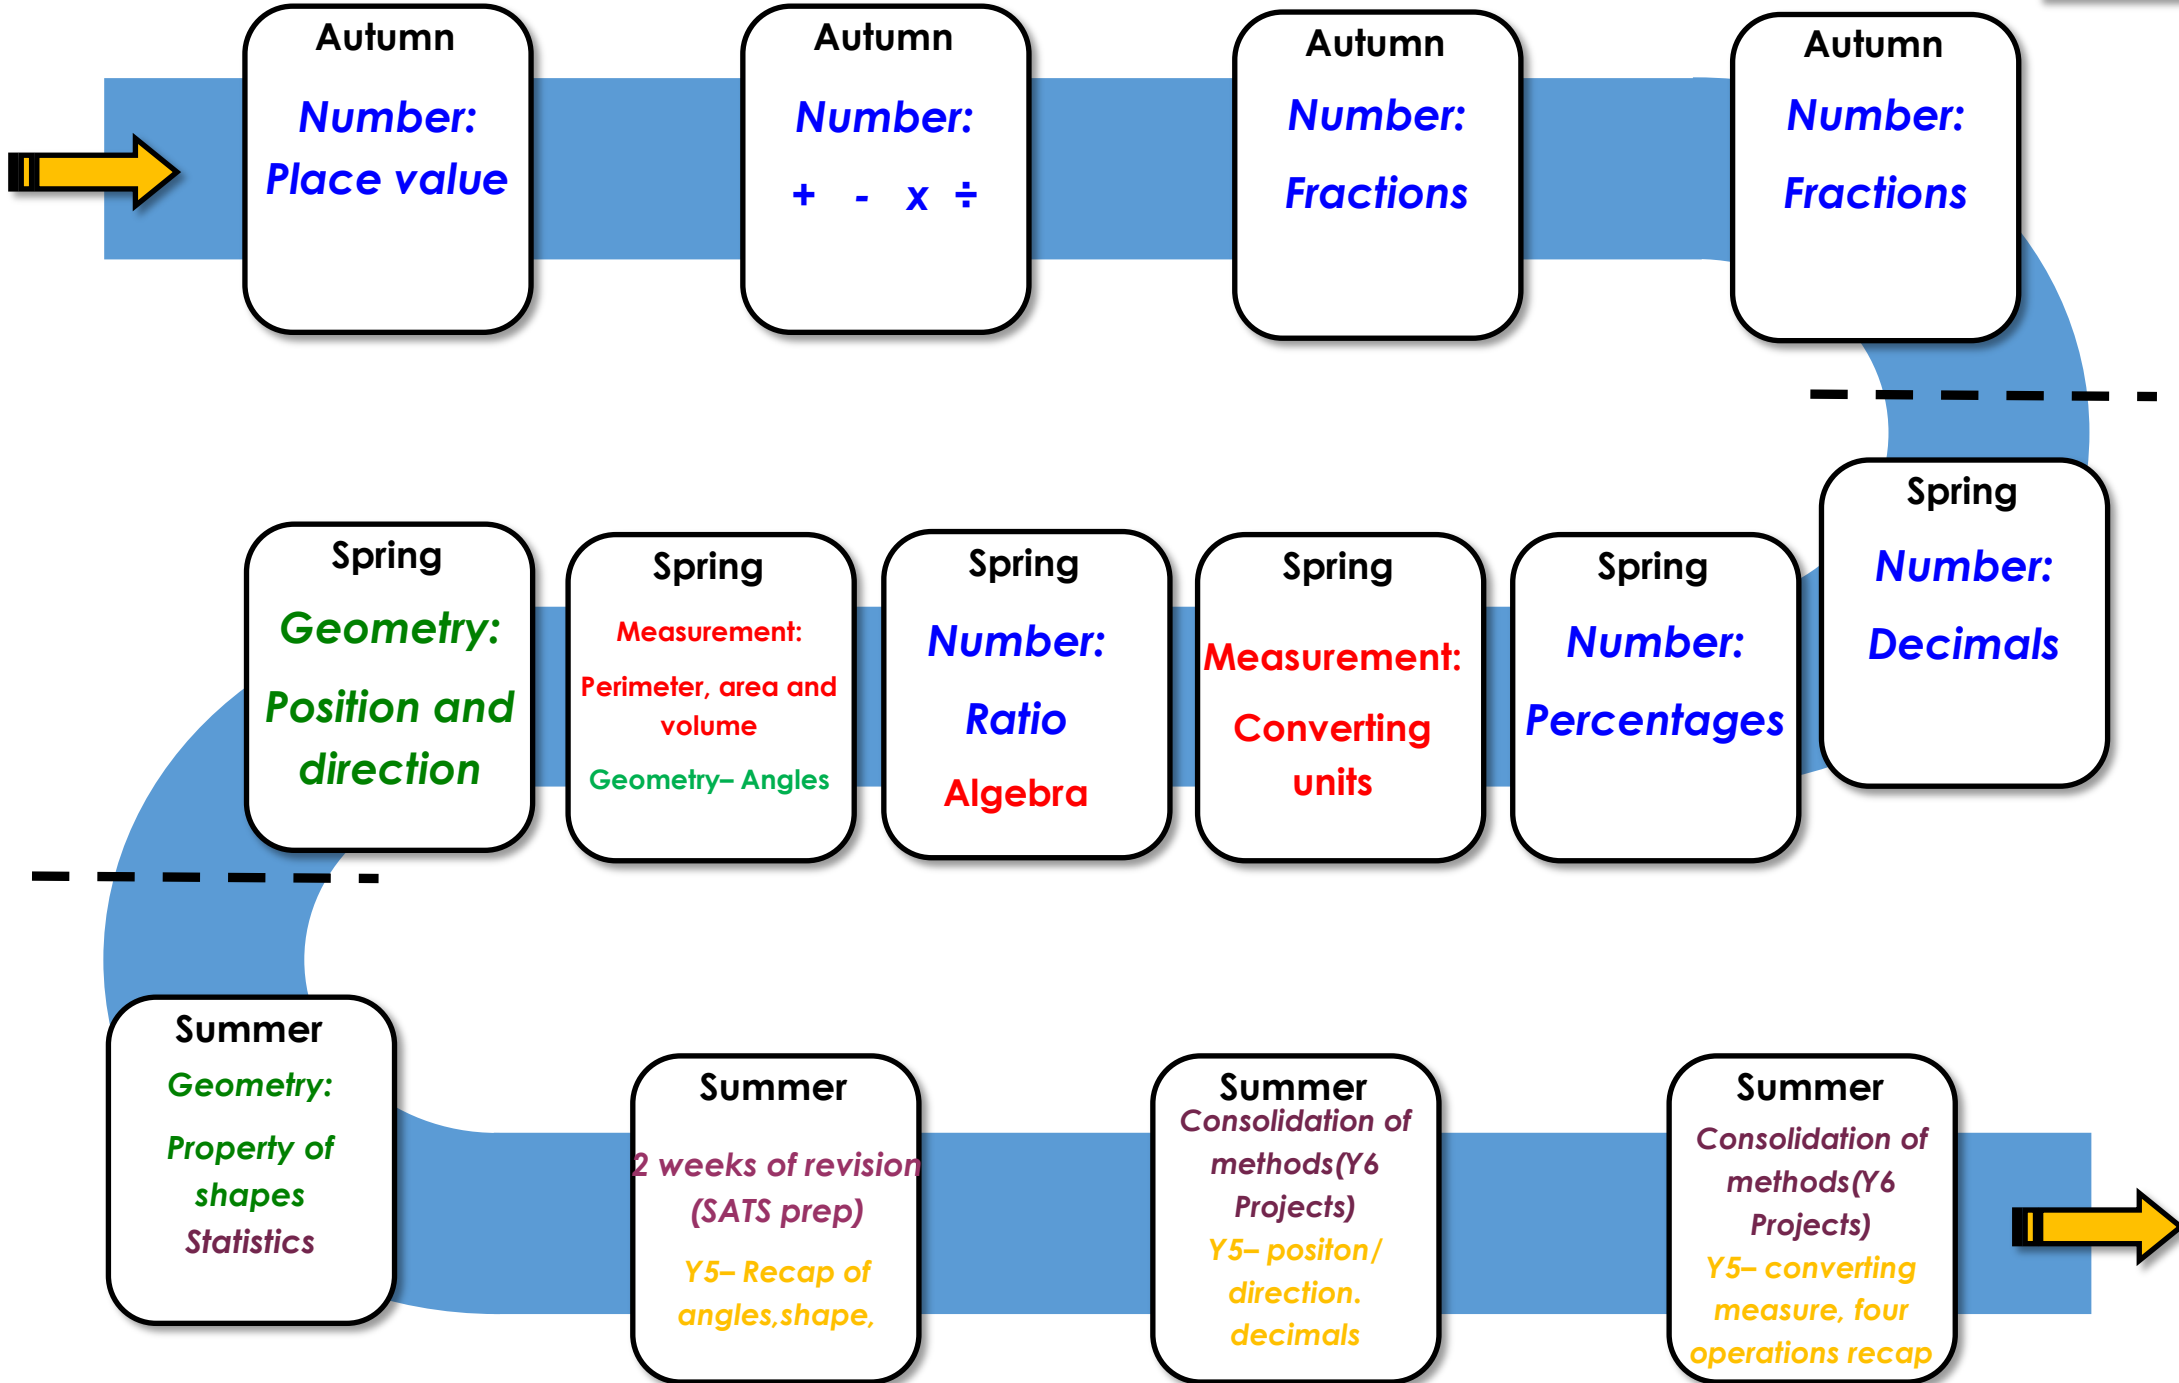 Autumn
Number:
Place value
Autumn
Number:
+ - x ÷
Autumn
Number:
Fractions
Autumn
Number:
Fractions
Spring
Number:
Decimals
Spring
Number:
Percentages
Spring
Measurement:
Converting
units
Spring
Number:
Ratio
Algebra
Spring
Measurement:
Perimeter, area and
volume
Geometry– Angles
Spring
Geometry:
Position and
direction
Summer
Geometry:
Property of
shapes
Statistics
Summer
2 weeks of revision
(SATS prep)
Y5– Recap of
angles,shape,
Summer
Consolidation of
methods(Y6
Projects)
Y5– positon/
direction.
decimals
Summer
Consolidation of
methods(Y6
Projects)
Y5– converting
measure, four
operations recap